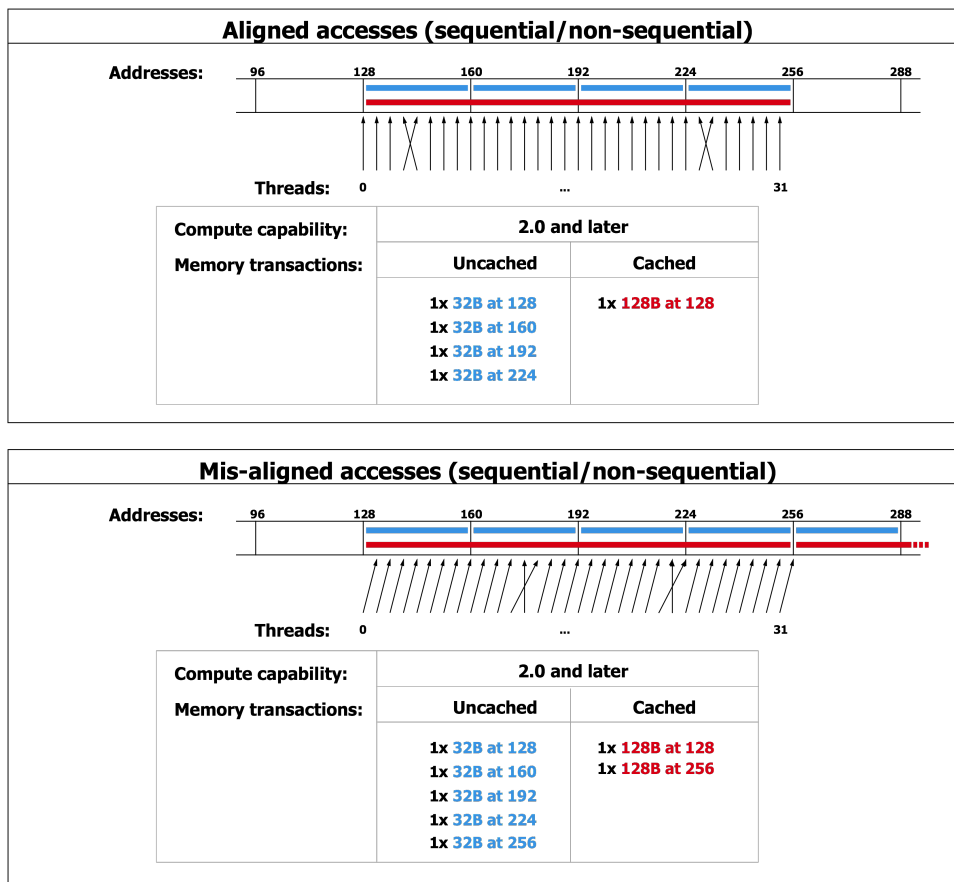 Aligned accesses (sequential/non-sequential)
Addresses: 96 128 160 192 224 256 288
Threads: 0 ... 31
Compute capability: 2.0 and later
Memory transactions: Uncached Cached
1x 32B at 128 1x 128B at 128
1x 32B at 160
1x 32B at 192
1x 32B at 224
Mis-aligned accesses (sequential/non-sequential)
Addresses: 96 128 160 192 224 256 288
Threads: 0 ... 31
Compute capability: 2.0 and later
Memory transactions: Uncached Cached
1x 32B at 128 1x 128B at 128
1x 32B at 160 1x 128B at 256
1x 32B at 192
1x 32B at 224
1x 32B at 256